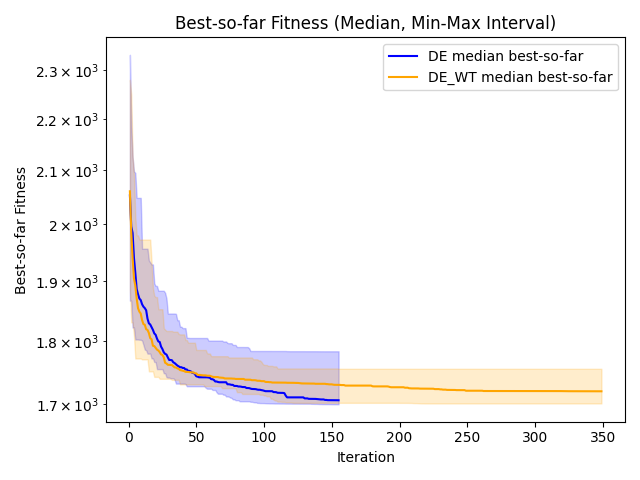 Best-so-far Fitness (Median, Min-Max Interval)
DE median best-so-far
DE_WT median best-so-far
Best-so-far Fitness
2.3 × 10³
2.2 × 10³
2.1 × 10³
2 × 10³
1.9 × 10³
1.8 × 10³
1.7 × 10³
0 50 100 150 200 250 300 350
Iteration